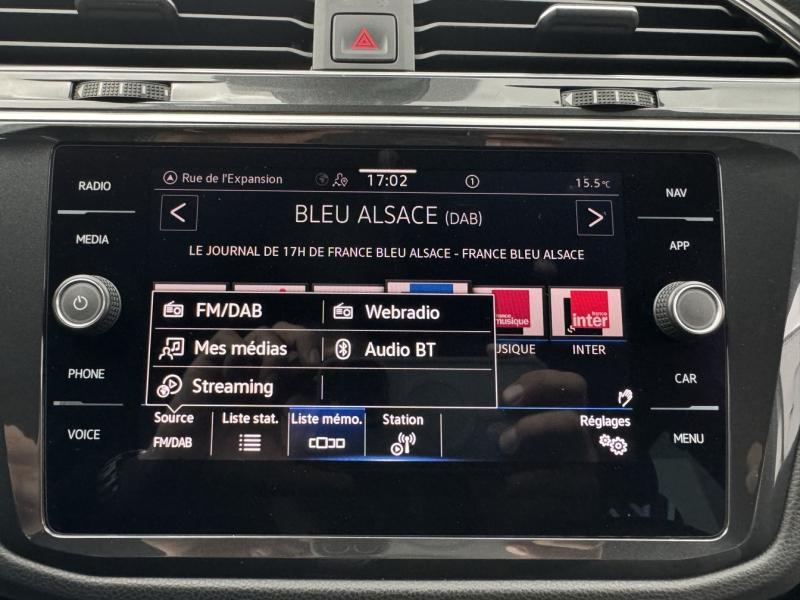 RADIO
MEDIA
PHONE
VOICE
Rue de l'Expansion
17:02
1
15.5°C
< BLEU ALSACE (DAB) >
LE JOURNAL DE 17H DE FRANCE BLEU ALSACE - FRANCE BLEU ALSACE
FM/DAB
Webradio
Mes médias
Audio BT
Streaming
musique
france
inter
USIQUE
INTER
Source
FM/DAB
Liste stat.
Liste mémo.
Station
Réglages
NAV
APP
CAR
MENU